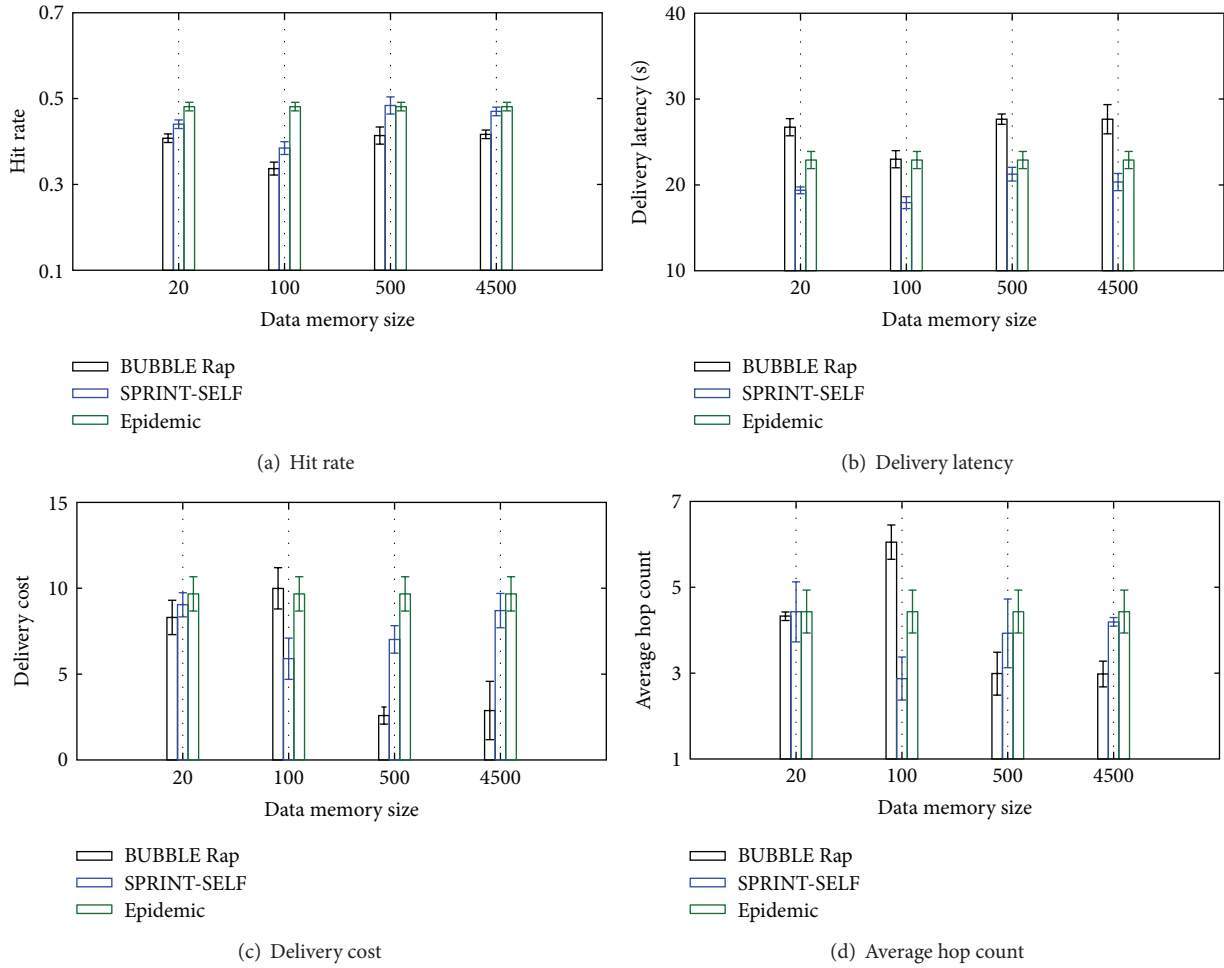 0.7
0.5
0.3
0.1
Hit rate
20 100 500 4500
Data memory size
BUBBLE Rap
SPRINT-SELF
Epidemic
(a) Hit rate
40
30
20
10
Delivery latency (s)
20 100 500 4500
Data memory size
BUBBLE Rap
SPRINT-SELF
Epidemic
(b) Delivery latency
15
10
5
0
Delivery cost
20 100 500 4500
Data memory size
BUBBLE Rap
SPRINT-SELF
Epidemic
(c) Delivery cost
7
5
3
1
Average hop count
20 100 500 4500
Data memory size
BUBBLE Rap
SPRINT-SELF
Epidemic
(d) Average hop count